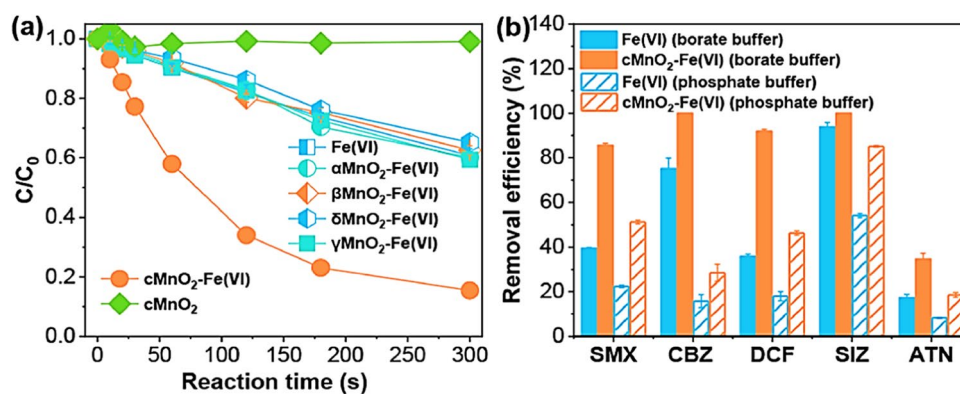 (a)
C/C₀
1.0
0.8
0.6
0.4
0.2
0.0
Fe(VI)
αMnO₂-Fe(VI)
βMnO₂-Fe(VI)
δMnO₂-Fe(VI)
γMnO₂-Fe(VI)
cMnO₂-Fe(VI)
cMnO₂
0 50 100 150 200 250 300
Reaction time (s)
(b)
Removal efficiency (%)
140
120
100
80
60
40
20
0
Fe(VI) (borate buffer)
cMnO₂-Fe(VI) (borate buffer)
Fe(VI) (phosphate buffer)
cMnO₂-Fe(VI) (phosphate buffer)
SMX CBZ DCF SIZ ATN